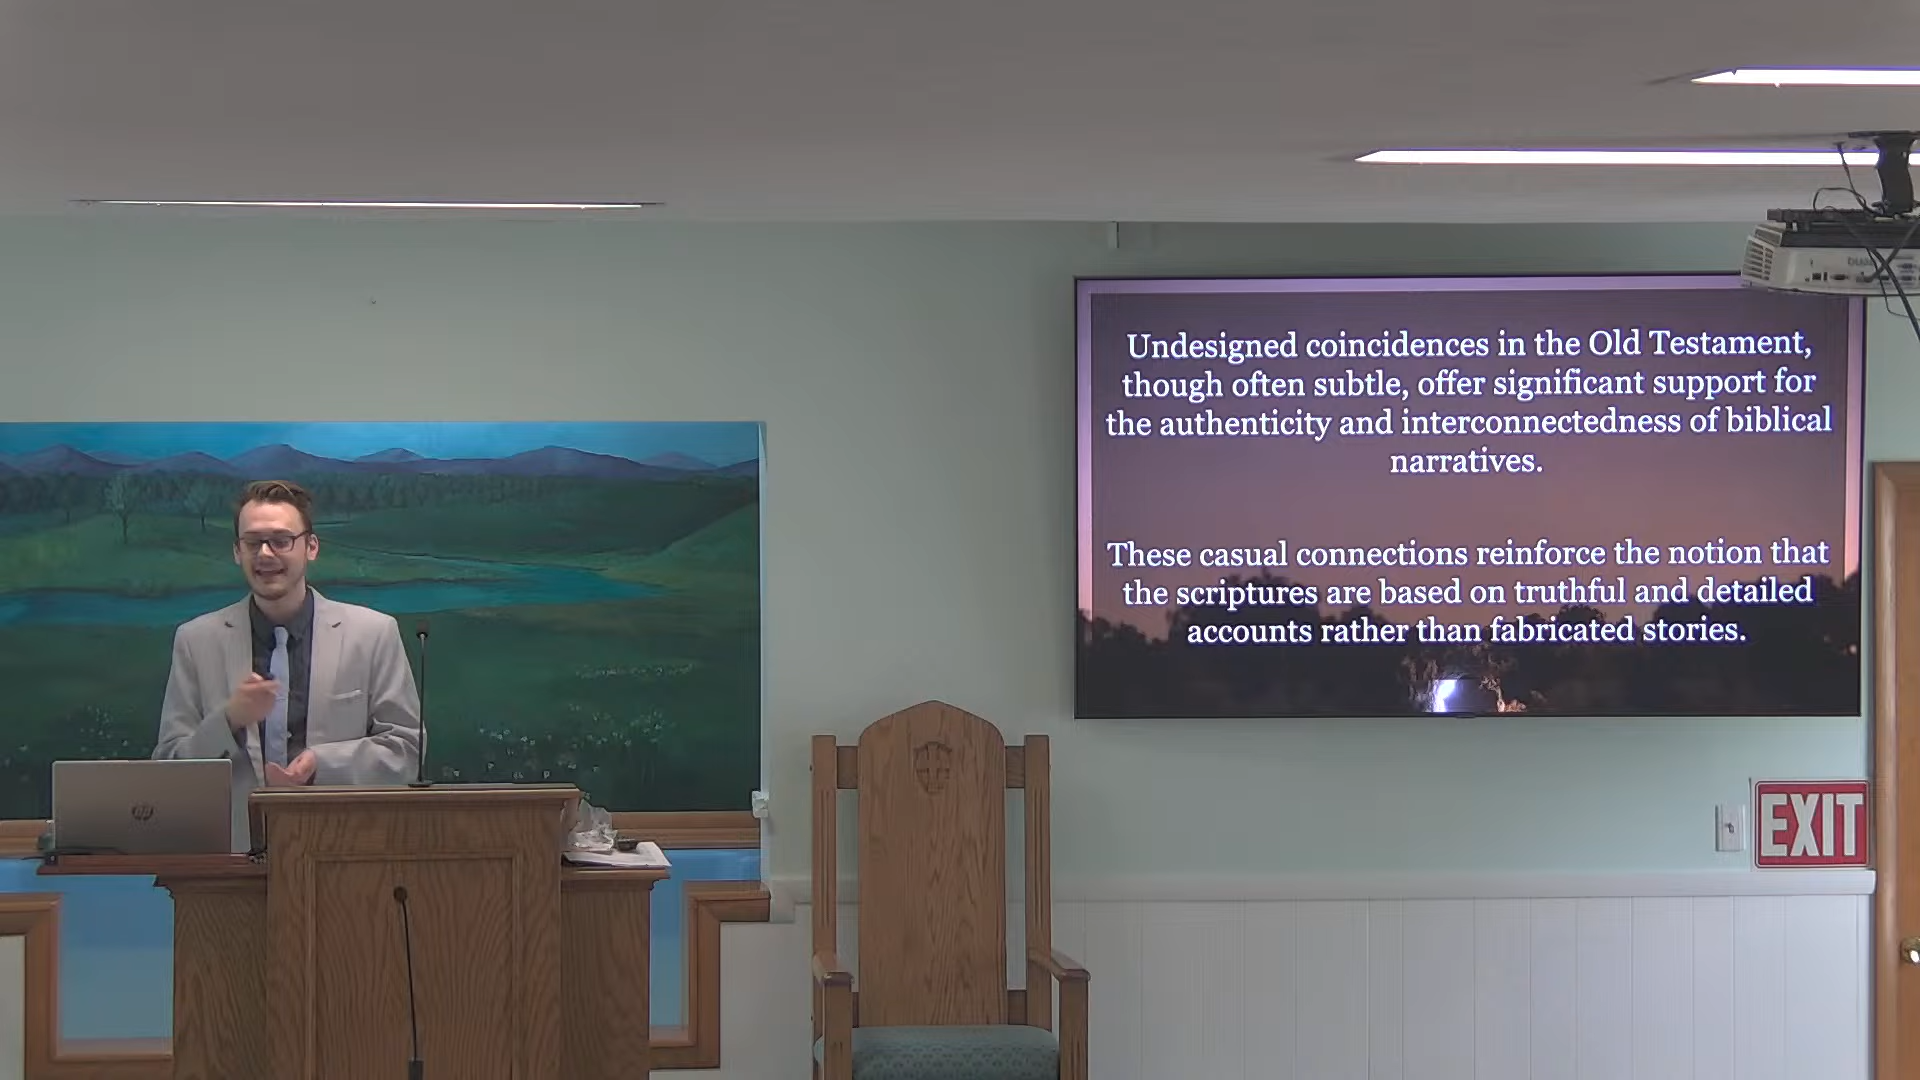 Undesigned coincidences in the Old Testament,
though often subtle, offer significant support for
the authenticity and interconnectedness of biblical
narratives.
These casual connections reinforce the notion that
the scriptures are based on truthful and detailed
accounts rather than fabricated stories.
EXIT
hp